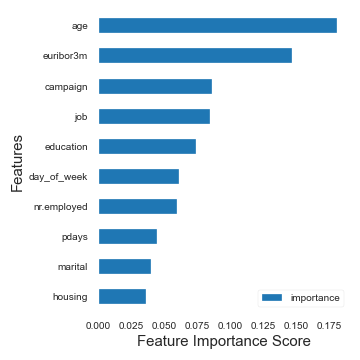 Features
age
euribor3m
campaign
job
education
day_of_week
nr.employed
pdays
marital
housing
importance
0.000 0.025 0.050 0.075 0.100 0.125 0.150 0.175
Feature Importance Score